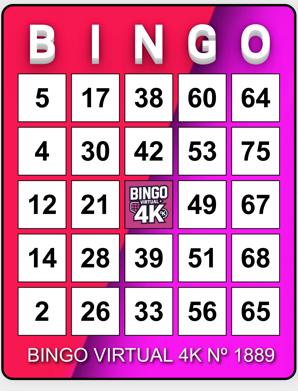 BINGO
5 17 38 60 64
4 30 42 53 75
12 21 BINGO VIRTUAL 4K 49 67
14 28 39 51 68
2 26 33 56 65
BINGO VIRTUAL 4K Nº 1889